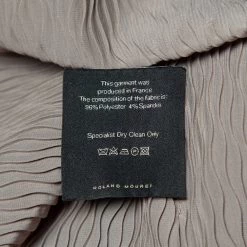 This garment was
produced in France
The composition of the fabric is:
96% Polyester 4% Spandex
Specialist Dry Clean Only
ROLAND MOURET